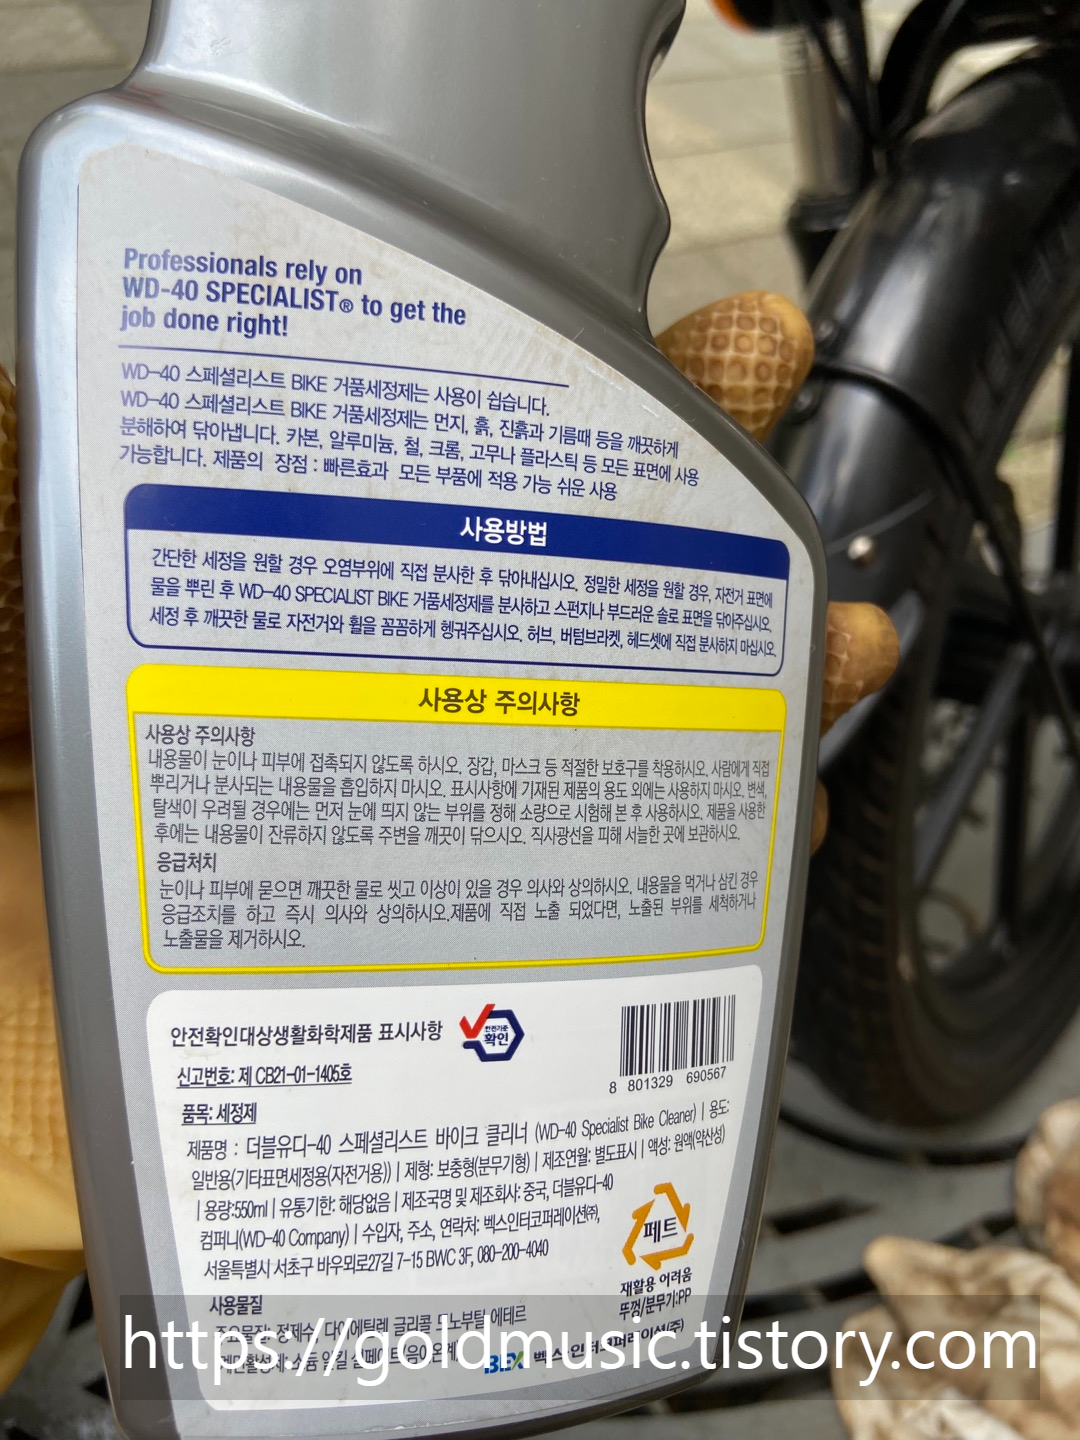 Professionals rely on
WD-40 SPECIALIST® to get the
job done right!
WD-40 스페셜리스트 BIKE 거품세정제는 사용이 쉽습니다.
WD-40 스페셜리스트 BIKE 거품세정제는 먼지, 흙, 진흙과 기름때 등을 깨끗하게
분해하여 닦아냅니다. 카본, 알루미늄, 철, 크롬, 고무나 플라스틱 등 모든 표면에 사용
가능합니다. 제품의 장점 : 빠른효과 모든 부품에 적용 가능 쉬운 사용
사용방법
간단한 세정을 원할 경우 오염부위에 직접 분사한 후 닦아내십시오. 정밀한 세정을 원할 경우, 자전거 표면에
물을 뿌린 후 WD-40 SPECIALIST BIKE 거품세정제를 분사하고 스펀지나 부드러운 솔로 표면을 닦아주십시오.
세정 후 깨끗한 물로 자전거와 휠을 꼼꼼하게 헹궈주십시오. 허브, 버텀브라켓, 헤드셋에 직접 분사하지 마십시오.
사용상 주의사항
사용상 주의사항
내용물이 눈이나 피부에 접촉되지 않도록 하시오. 장갑, 마스크 등 적절한 보호구를 착용하시오. 사람에게 직접
뿌리거나 분사되는 내용물을 흡입하지 마시오. 표시사항에 기재된 제품의 용도 외에는 사용하지 마시오. 변색,
탈색이 우려될 경우에는 먼저 눈에 띄지 않는 부위를 정해 소량으로 시험해 본 후 사용하시오. 제품을 사용한
후에는 내용물이 잔류하지 않도록 주변을 깨끗이 닦으시오. 직사광선을 피해 서늘한 곳에 보관하시오.
응급처치
눈이나 피부에 묻으면 깨끗한 물로 씻고 이상이 있을 경우 의사와 상의하시오. 내용물을 먹거나 삼킨 경우
응급조치를 하고 즉시 의사와 상의하시오.제품에 직접 노출 되었다면, 노출된 부위를 세척하거나
노출물을 제거하시오.
안전확인대상생활화학제품 표시사항
안전기준
확인
신고번호: 제 CB21-01-1405호
8 801329 690567
품목: 세정제
제품명 : 더블유디-40 스페셜리스트 바이크 클리너 (WD-40 Specialist Bike Cleaner) | 용도:
일반용(기타표면세정용(자전거용)) | 제형: 보충형(분무기형) | 제조연월: 별도표시 | 액성: 원액(약산성)
| 용량:550ml | 유통기한: 해당없음 | 제조국명 및 제조회사: 중국, 더블유디-40
컴퍼니(WD-40 Company) | 수입자, 주소, 연락처: 벡스인터코퍼레이션㈜,
서울특별시 서초구 바우뫼로27길 7-15 BWC 3F, 080-200-4040
페트
재활용 어려움
뚜껑/분무기:PP
사용물질
주요물질: 정제수, 다이에틸렌 글리콜 모노부틸 에테르
BEX 벡스인터코퍼레이션(주)
https://goldmusic.tistory.com